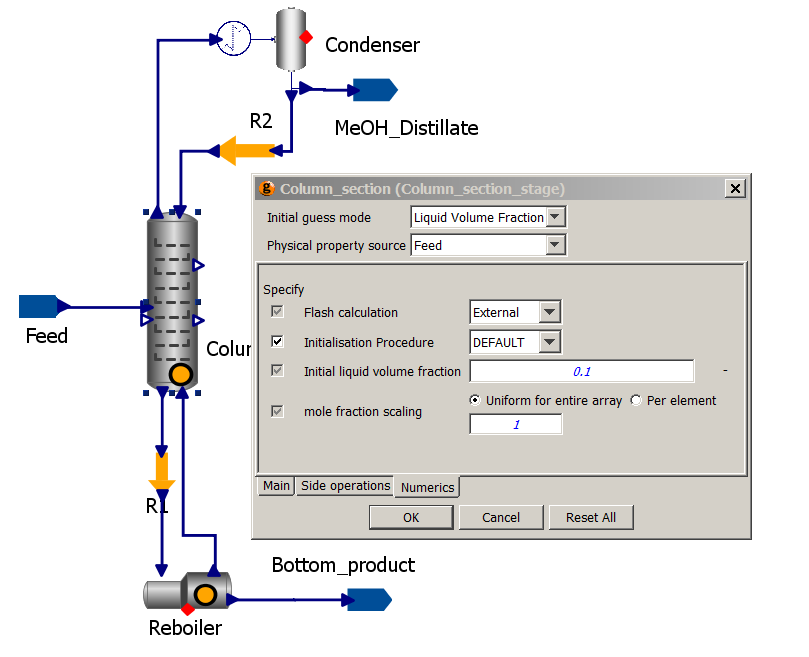 Condenser
R2
MeOH_Distillate
g Column_section (Column_section_stage)
Initial guess mode Liquid Volume Fraction
Physical property source Feed
Specify
Flash calculation External
Initialisation Procedure DEFAULT
Initial liquid volume fraction 0.1 -
mole fraction scaling Uniform for entire array Per element
1
Main Side operations Numerics
OK Cancel Reset All
Feed
Colur
R1
Bottom_product
Reboiler